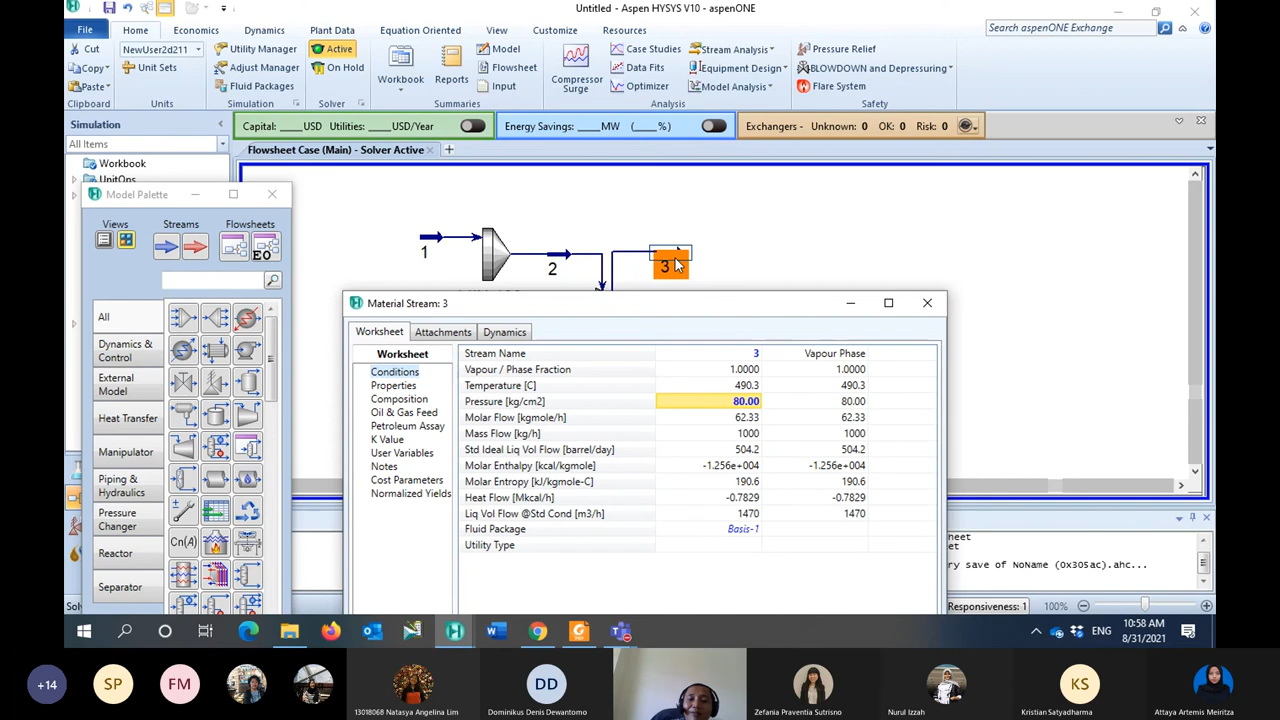 Untitled - Aspen HYSYS V10 - aspenONE
File Home Economics Dynamics Plant Data Equation Oriented View Customize Resources Search aspenONE Exchange
Cut NewUser2d211 Utility Manager Active Model Case Studies Stream Analysis Pressure Relief
Copy Unit Sets Adjust Manager On Hold Workbook Reports Flowsheet Compressor Surge Data Fits Equipment Design BLOWDOWN and Depressuring
Paste Fluid Packages Input Optimizer Model Analysis Flare System
Clipboard Units Simulation Solver Summaries Analysis Safety
Simulation Capital: ____USD Utilities: ____USD/Year Energy Savings: ____MW (____%) Exchangers - Unknown: 0 OK: 0 Risk: 0
All Items Flowsheet Case (Main) - Solver Active +
Workbook
UnitOps
Model Palette
Views Streams Flowsheets
EO
1
2
3
All
Dynamics & Control
External Model
Heat Transfer
Manipulator
Piping & Hydraulics
Pressure Changer
Cn(A)
Reactor
Separator
Material Stream: 3
Worksheet Attachments Dynamics
Worksheet
Conditions
Properties
Composition
Oil & Gas Feed
Petroleum Assay
K Value
User Variables
Notes
Cost Parameters
Normalized Yields
Stream Name 3 Vapour Phase
Vapour / Phase Fraction 1.0000 1.0000
Temperature [C] 490.3 490.3
Pressure [kg/cm2] 80.00 80.00
Molar Flow [kgmole/h] 62.33 62.33
Mass Flow [kg/h] 1000 1000
Std Ideal Liq Vol Flow [barrel/day] 504.2 504.2
Molar Enthalpy [kcal/kgmole] -1.256e+004 -1.256e+004
Molar Entropy [kJ/kgmole-C] 190.6 190.6
Heat Flow [Mkcal/h] -0.7829 -0.7829
Liq Vol Flow @Std Cond [m3/h] 1470 1470
Fluid Package Basis-1
Utility Type
heet
et
ry save of NoName (0x305ac).ahc...
Responsiveness: 1 100%
ENG 10:58 AM
8/31/2021
+14 SP FM DD KS
13018068 Natasya Angelina Lim Dominikus Denis Dewantomo Zefania Praventia Sutrisno Nurul Izzah Kristian Satyadharma Attaya Artemis Meiritza